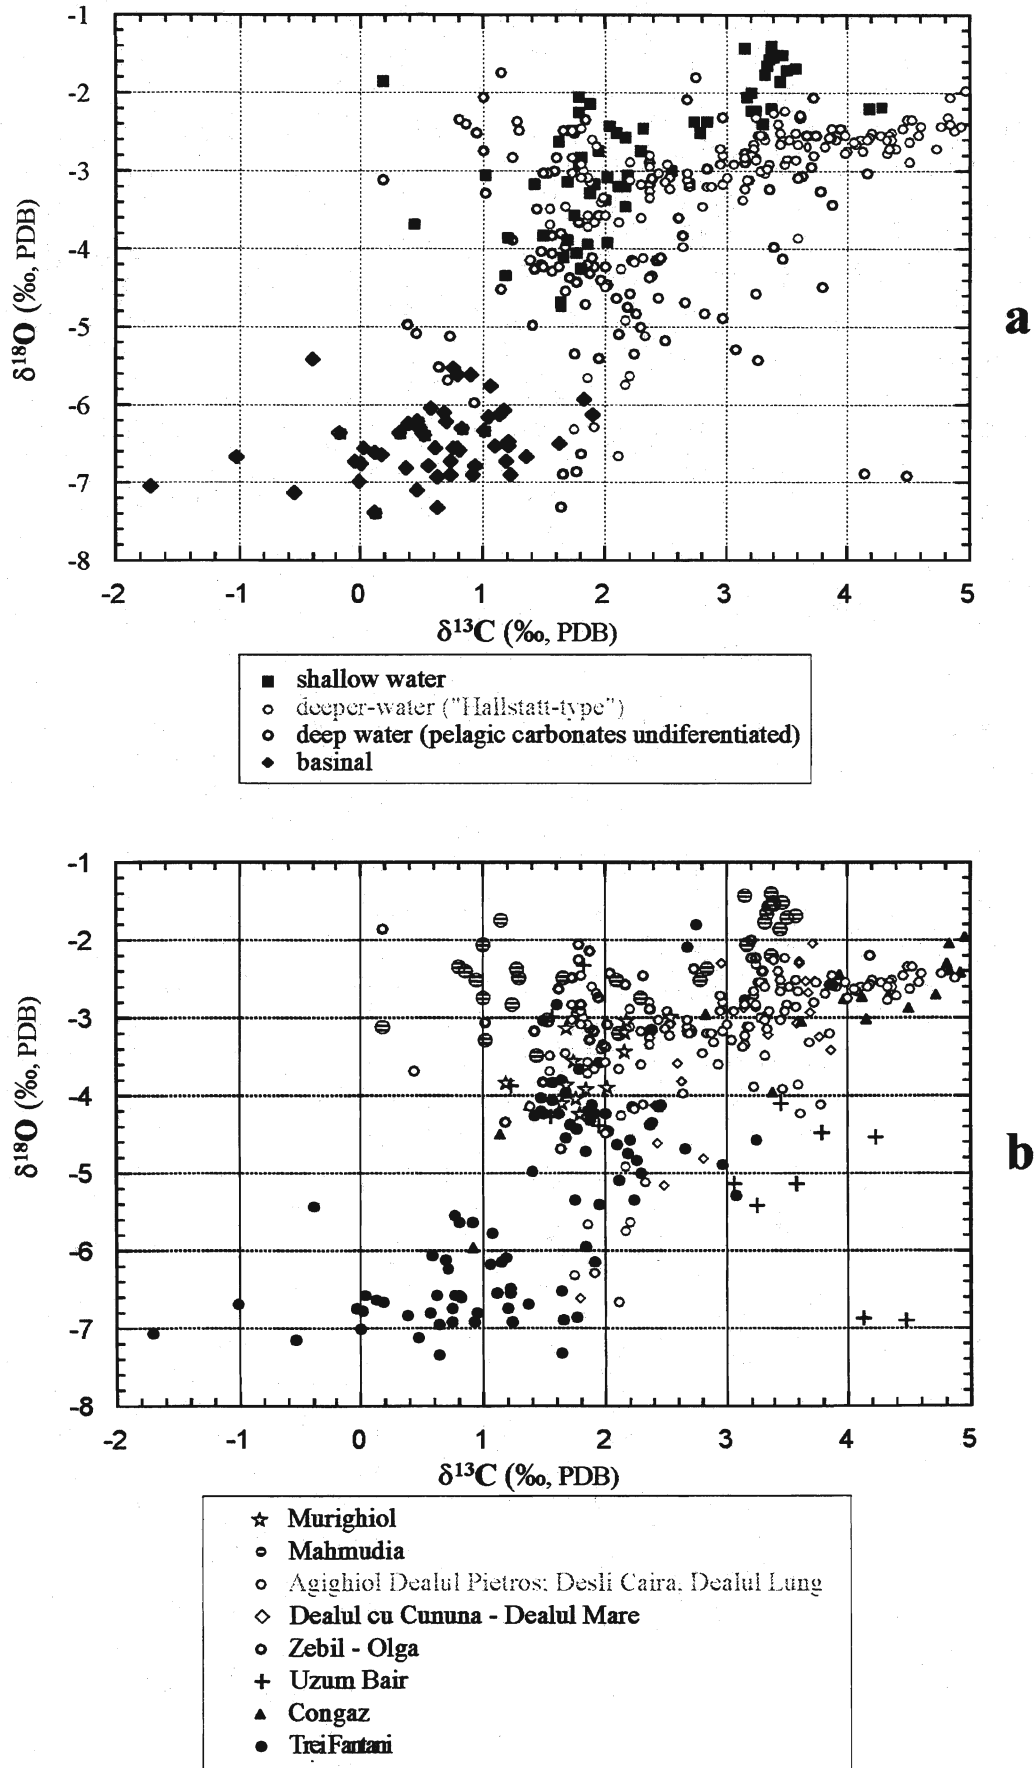 -1
-2
-3
-4
-5
-6
-7
-8
δ18O (‰, PDB)
a
-2 -1 0 1 2 3 4 5
δ13C (‰, PDB)
shallow water
deeper-water ("Hallstatt-type")
deep water (pelagic carbonates undiferentiated)
basinal
-1
-2
-3
-4
-5
-6
-7
-8
δ18O (‰, PDB)
b
-2 -1 0 1 2 3 4 5
δ13C (‰, PDB)
Murighiol
Mahmudia
Agighiol Dealul Pietros; Desli Caira, Dealul Lung
Dealul cu Cununa - Dealul Mare
Zebil - Olga
Uzum Bair
Congaz
Trei Fantani